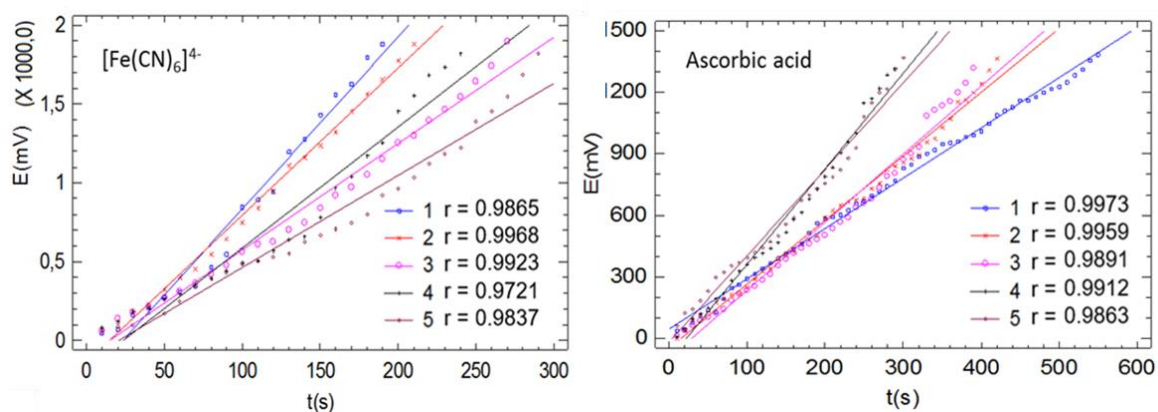 [Fe(CN)6]4-
E(mV) (X 1000,0)
2
1,5
1
0,5
0
1 r = 0.9865
2 r = 0.9968
3 r = 0.9923
4 r = 0.9721
5 r = 0.9837
0 50 100 150 200 250 300
t(s)
Ascorbic acid
E(mV)
1500
1200
900
600
300
0
1 r = 0.9973
2 r = 0.9959
3 r = 0.9891
4 r = 0.9912
5 r = 0.9863
0 100 200 300 400 500 600
t(s)